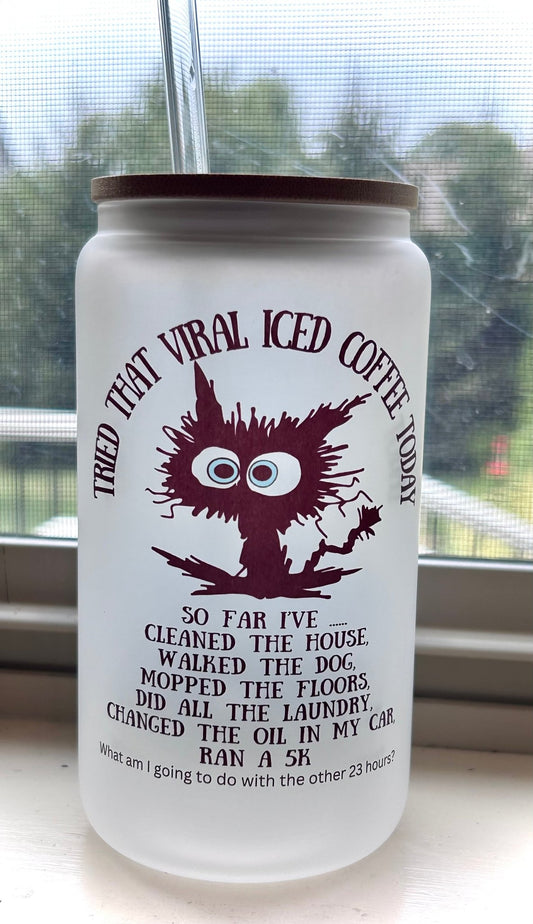 TRIED THAT VIRAL ICED COFFEE TODAY
SO FAR I'VE ......
CLEANED THE HOUSE,
WALKED THE DOG,
MOPPED THE FLOORS,
DID ALL THE LAUNDRY,
CHANGED THE OIL IN MY CAR,
RAN A 5K
What am I going to do with the other 23 hours?